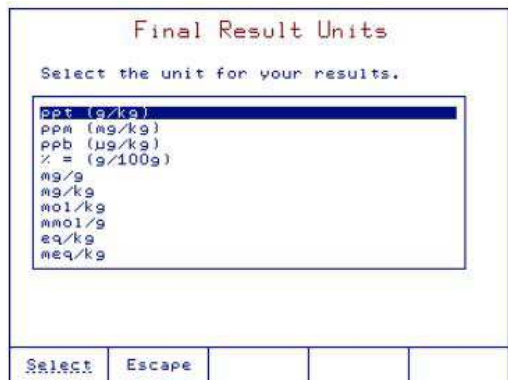 Final Result Units
Select the unit for your results.
ppt (g/kg)
ppm (mg/kg)
ppb (µg/kg)
% = (g/100g)
mg/g
mg/kg
mol/kg
mmol/g
eq/kg
meq/kg
Select Escape